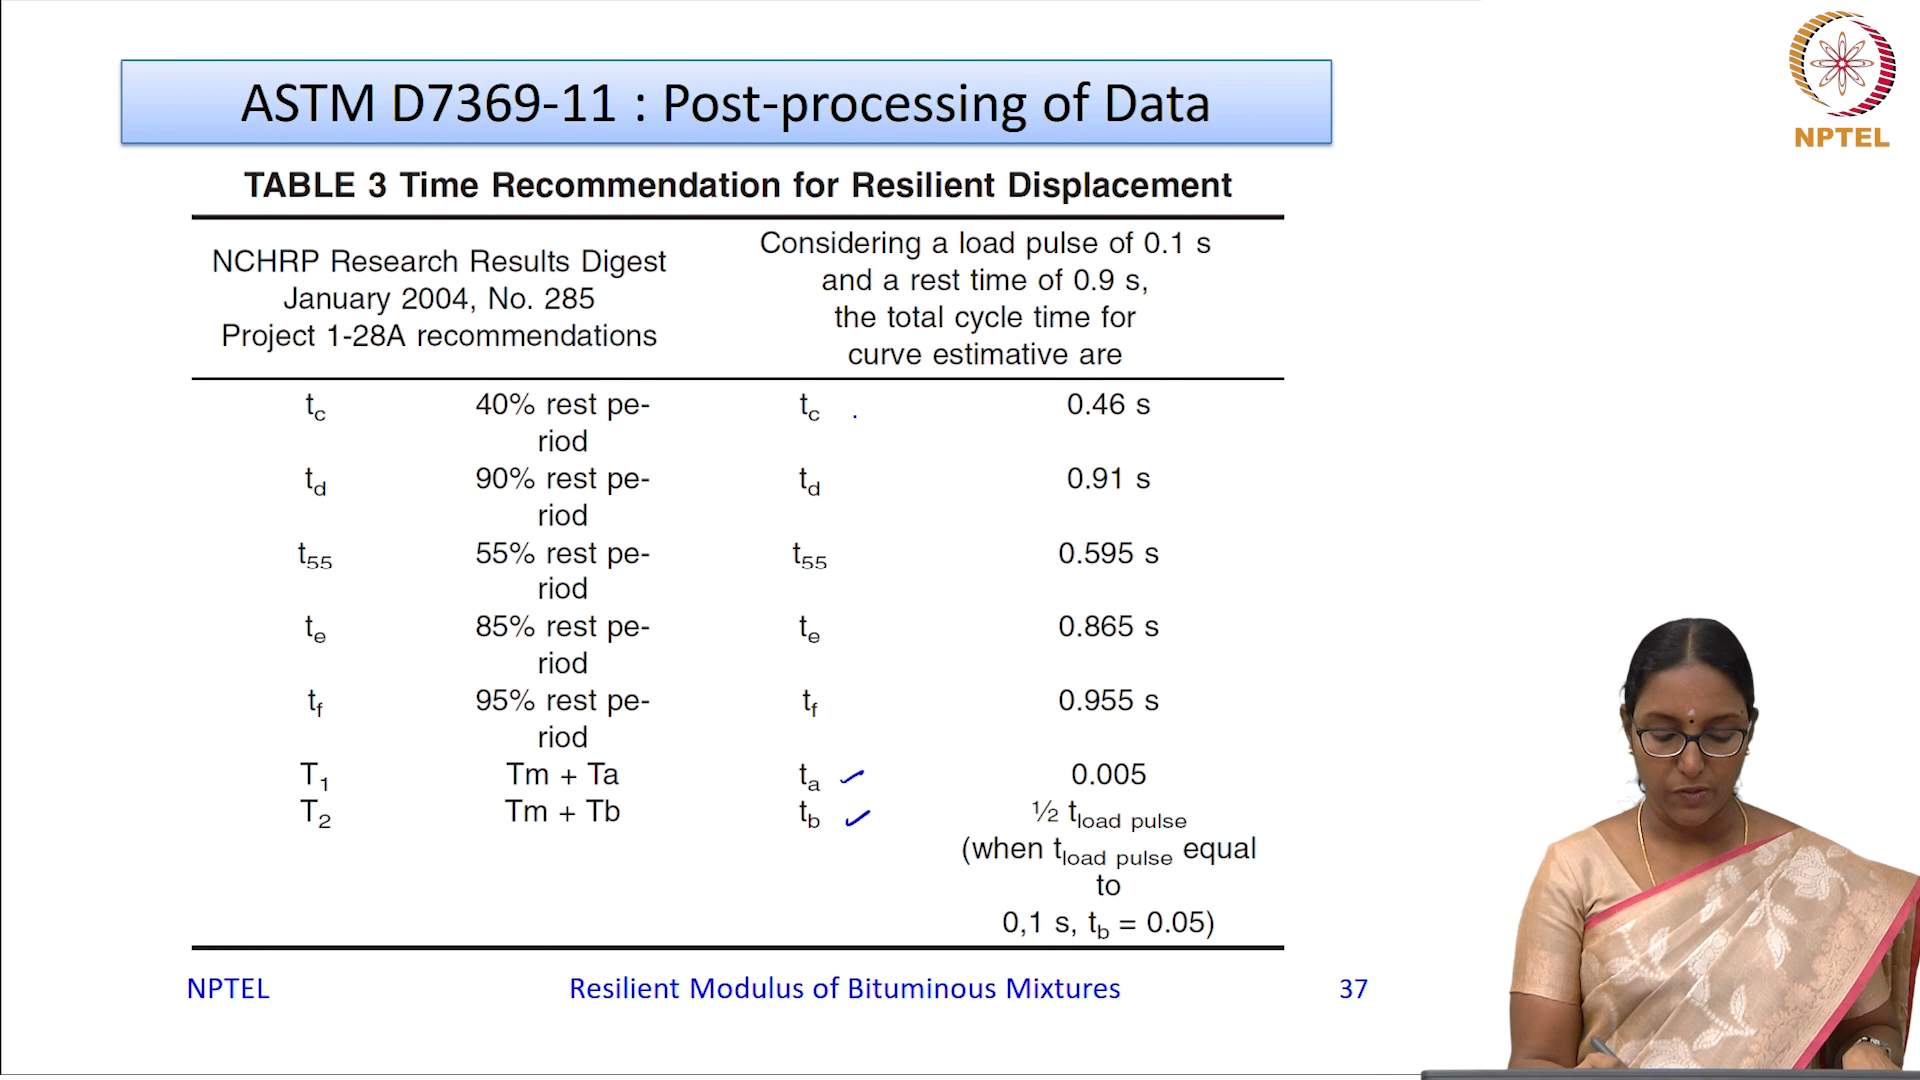 NPTEL
ASTM D7369-11 : Post-processing of Data
TABLE 3 Time Recommendation for Resilient Displacement
NCHRP Research Results Digest
January 2004, No. 285
Project 1-28A recommendations
Considering a load pulse of 0.1 s
and a rest time of 0.9 s,
the total cycle time for
curve estimative are
tc 40% rest pe-
riod
tc 0.46 s
td 90% rest pe-
riod
td 0.91 s
t55 55% rest pe-
riod
t55 0.595 s
te 85% rest pe-
riod
te 0.865 s
tf 95% rest pe-
riod
tf 0.955 s
T1 Tm + Ta ta 0.005
T2 Tm + Tb tb ½ tload pulse
(when tload pulse equal
to
0,1 s, tb = 0.05)
NPTEL Resilient Modulus of Bituminous Mixtures 37